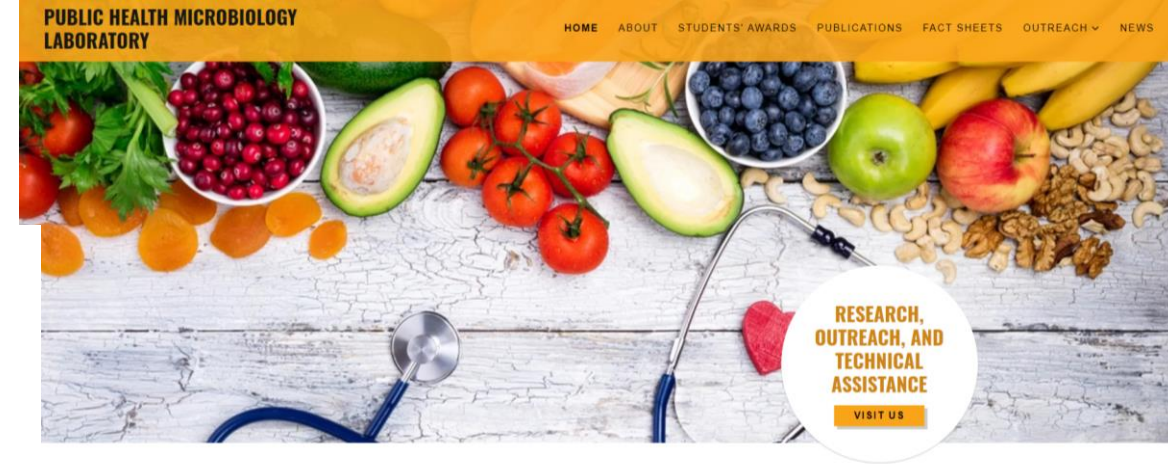 PUBLIC HEALTH MICROBIOLOGY
LABORATORY
HOME ABOUT STUDENTS' AWARDS PUBLICATIONS FACT SHEETS OUTREACH NEWS
RESEARCH,
OUTREACH, AND
TECHNICAL
ASSISTANCE
VISIT US